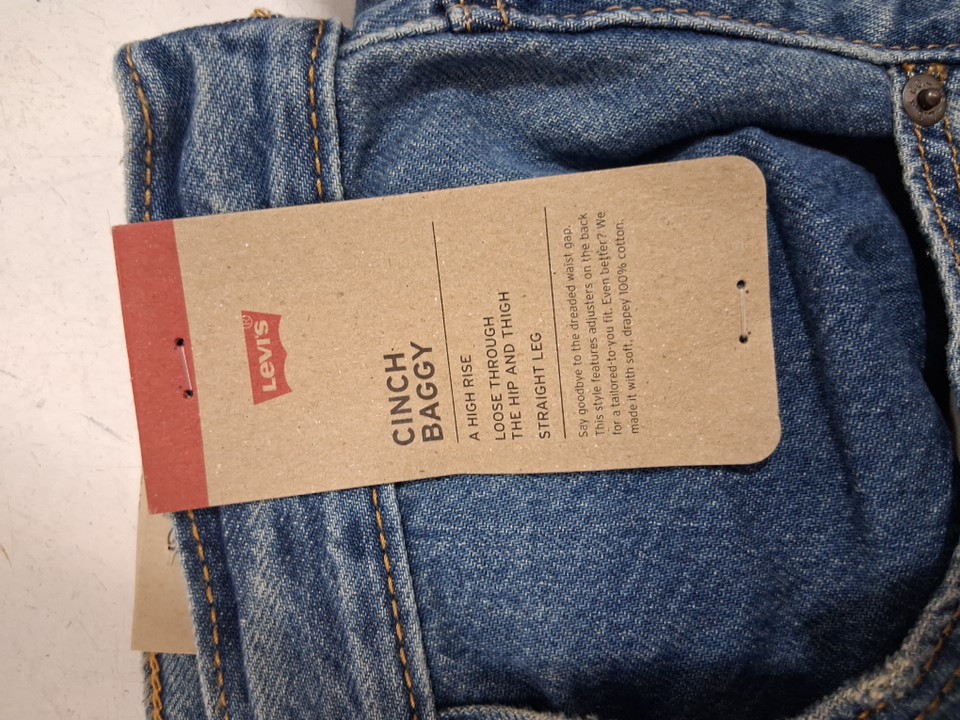 LEVI'S®
CINCH
BAGGY
A HIGH RISE
LOOSE THROUGH
THE HIP AND THIGH
STRAIGHT LEG
Say goodbye to the dreaded waist gap.
This style features adjusters on the back
for a tailored-to-you fit. Even better? We
made it with soft, drapey 100% cotton.